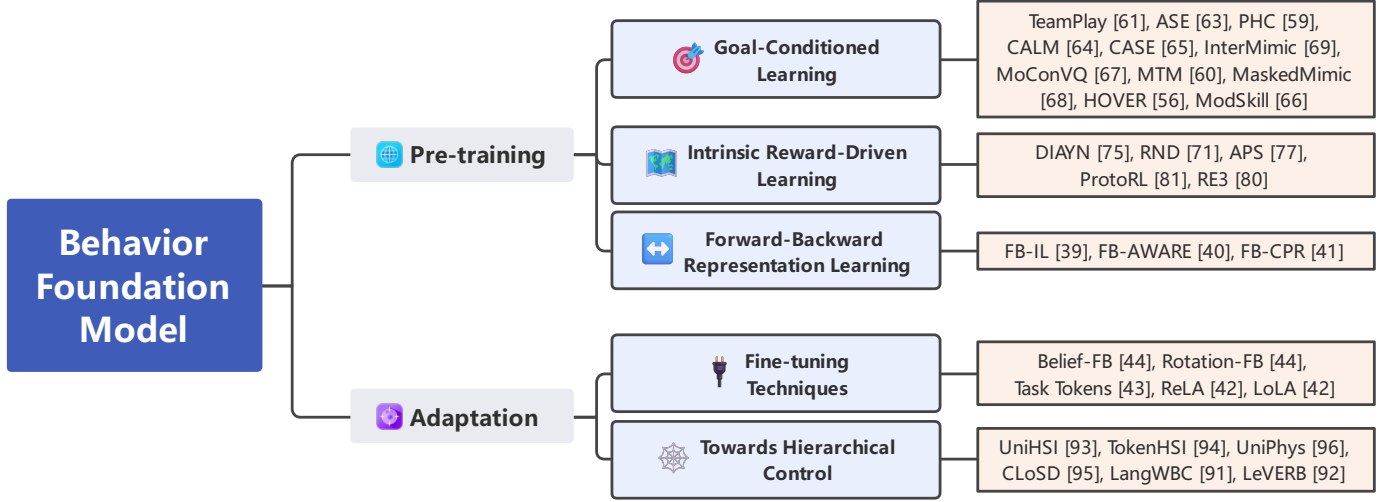 Behavior
Foundation
Model
Pre-training
Goal-Conditioned
Learning
TeamPlay [61], ASE [63], PHC [59],
CALM [64], CASE [65], InterMimic [69],
MoConVQ [67], MTM [60], MaskedMimic
[68], HOVER [56], ModSkill [66]
Intrinsic Reward-Driven
Learning
DIAYN [75], RND [71], APS [77],
ProtoRL [81], RE3 [80]
Forward-Backward
Representation Learning
FB-IL [39], FB-AWARE [40], FB-CPR [41]
Adaptation
Fine-tuning
Techniques
Belief-FB [44], Rotation-FB [44],
Task Tokens [43], ReLA [42], LoLA [42]
Towards Hierarchical
Control
UniHSI [93], TokenHSI [94], UniPhys [96],
CLoSD [95], LangWBC [91], LeVERB [92]